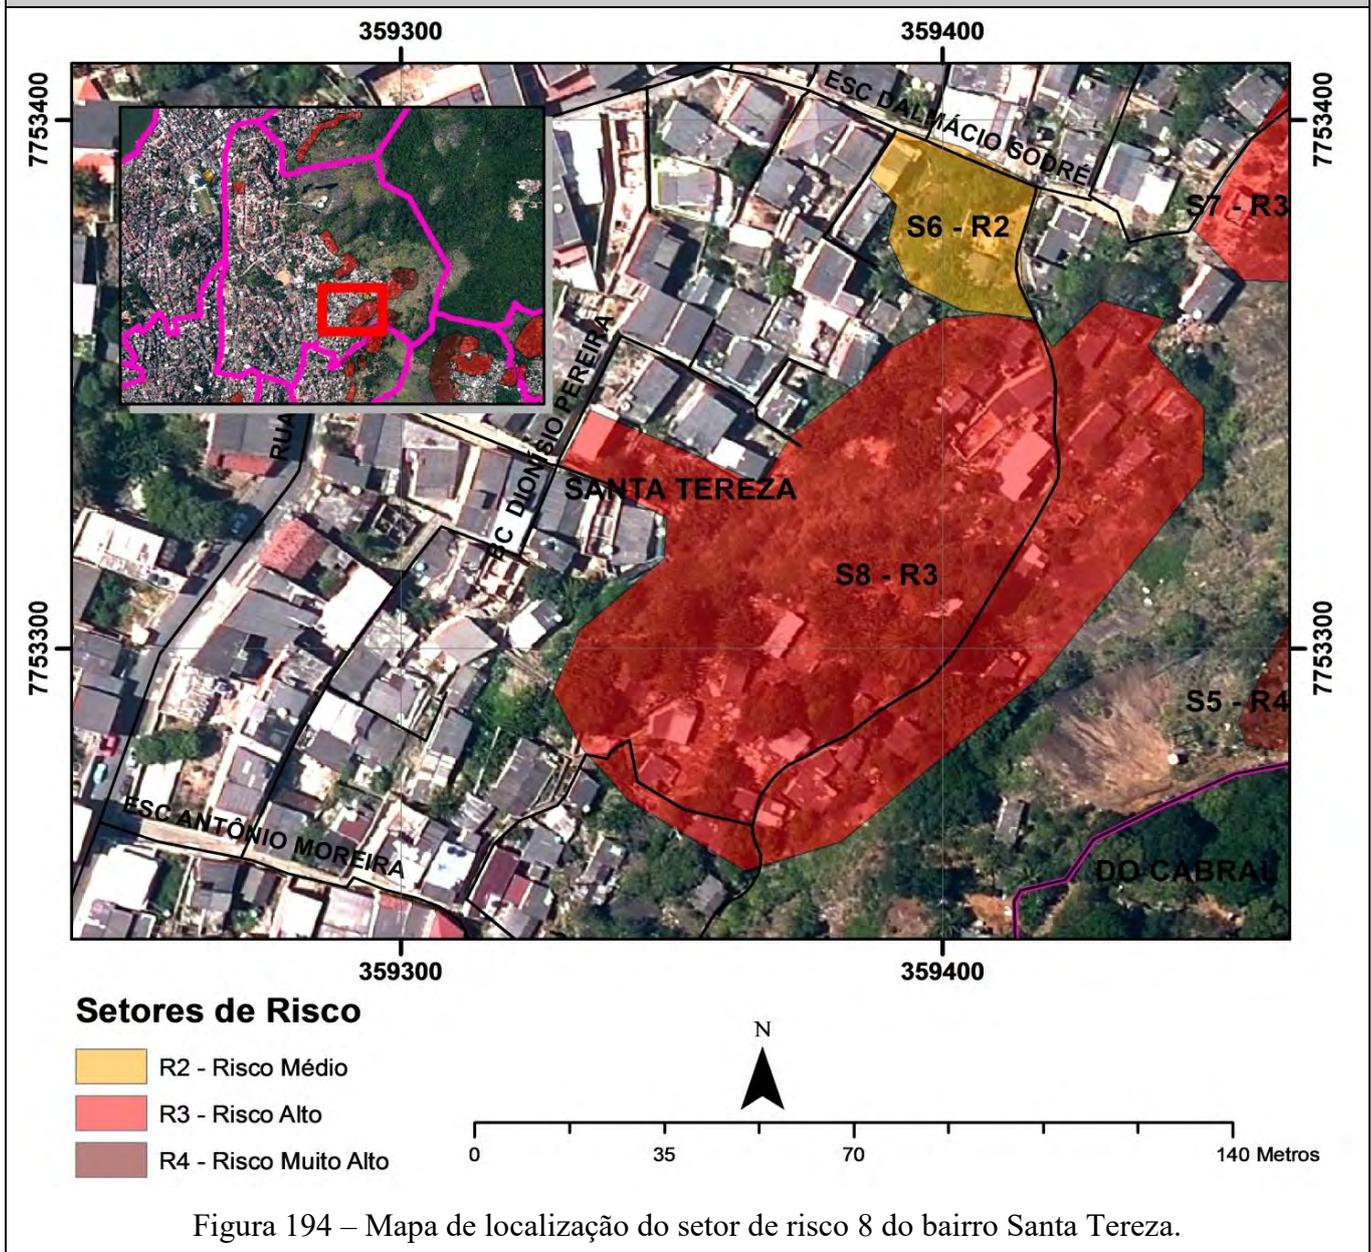 359300 359400
7753400 7753400
ESC DALMÁCIO SODRÉ
S7 - R3
S6 - R2
RUA
BC DIONÍSIO PEREIRA
SANTA TEREZA
S8 - R3
7753300 7753300
S5 - R4
ESC ANTÔNIO MOREIRA
DO CABRAL
359300 359400
Setores de Risco
R2 - Risco Médio
R3 - Risco Alto
R4 - Risco Muito Alto
N
0 35 70 140 Metros
Figura 194 – Mapa de localização do setor de risco 8 do bairro Santa Tereza.